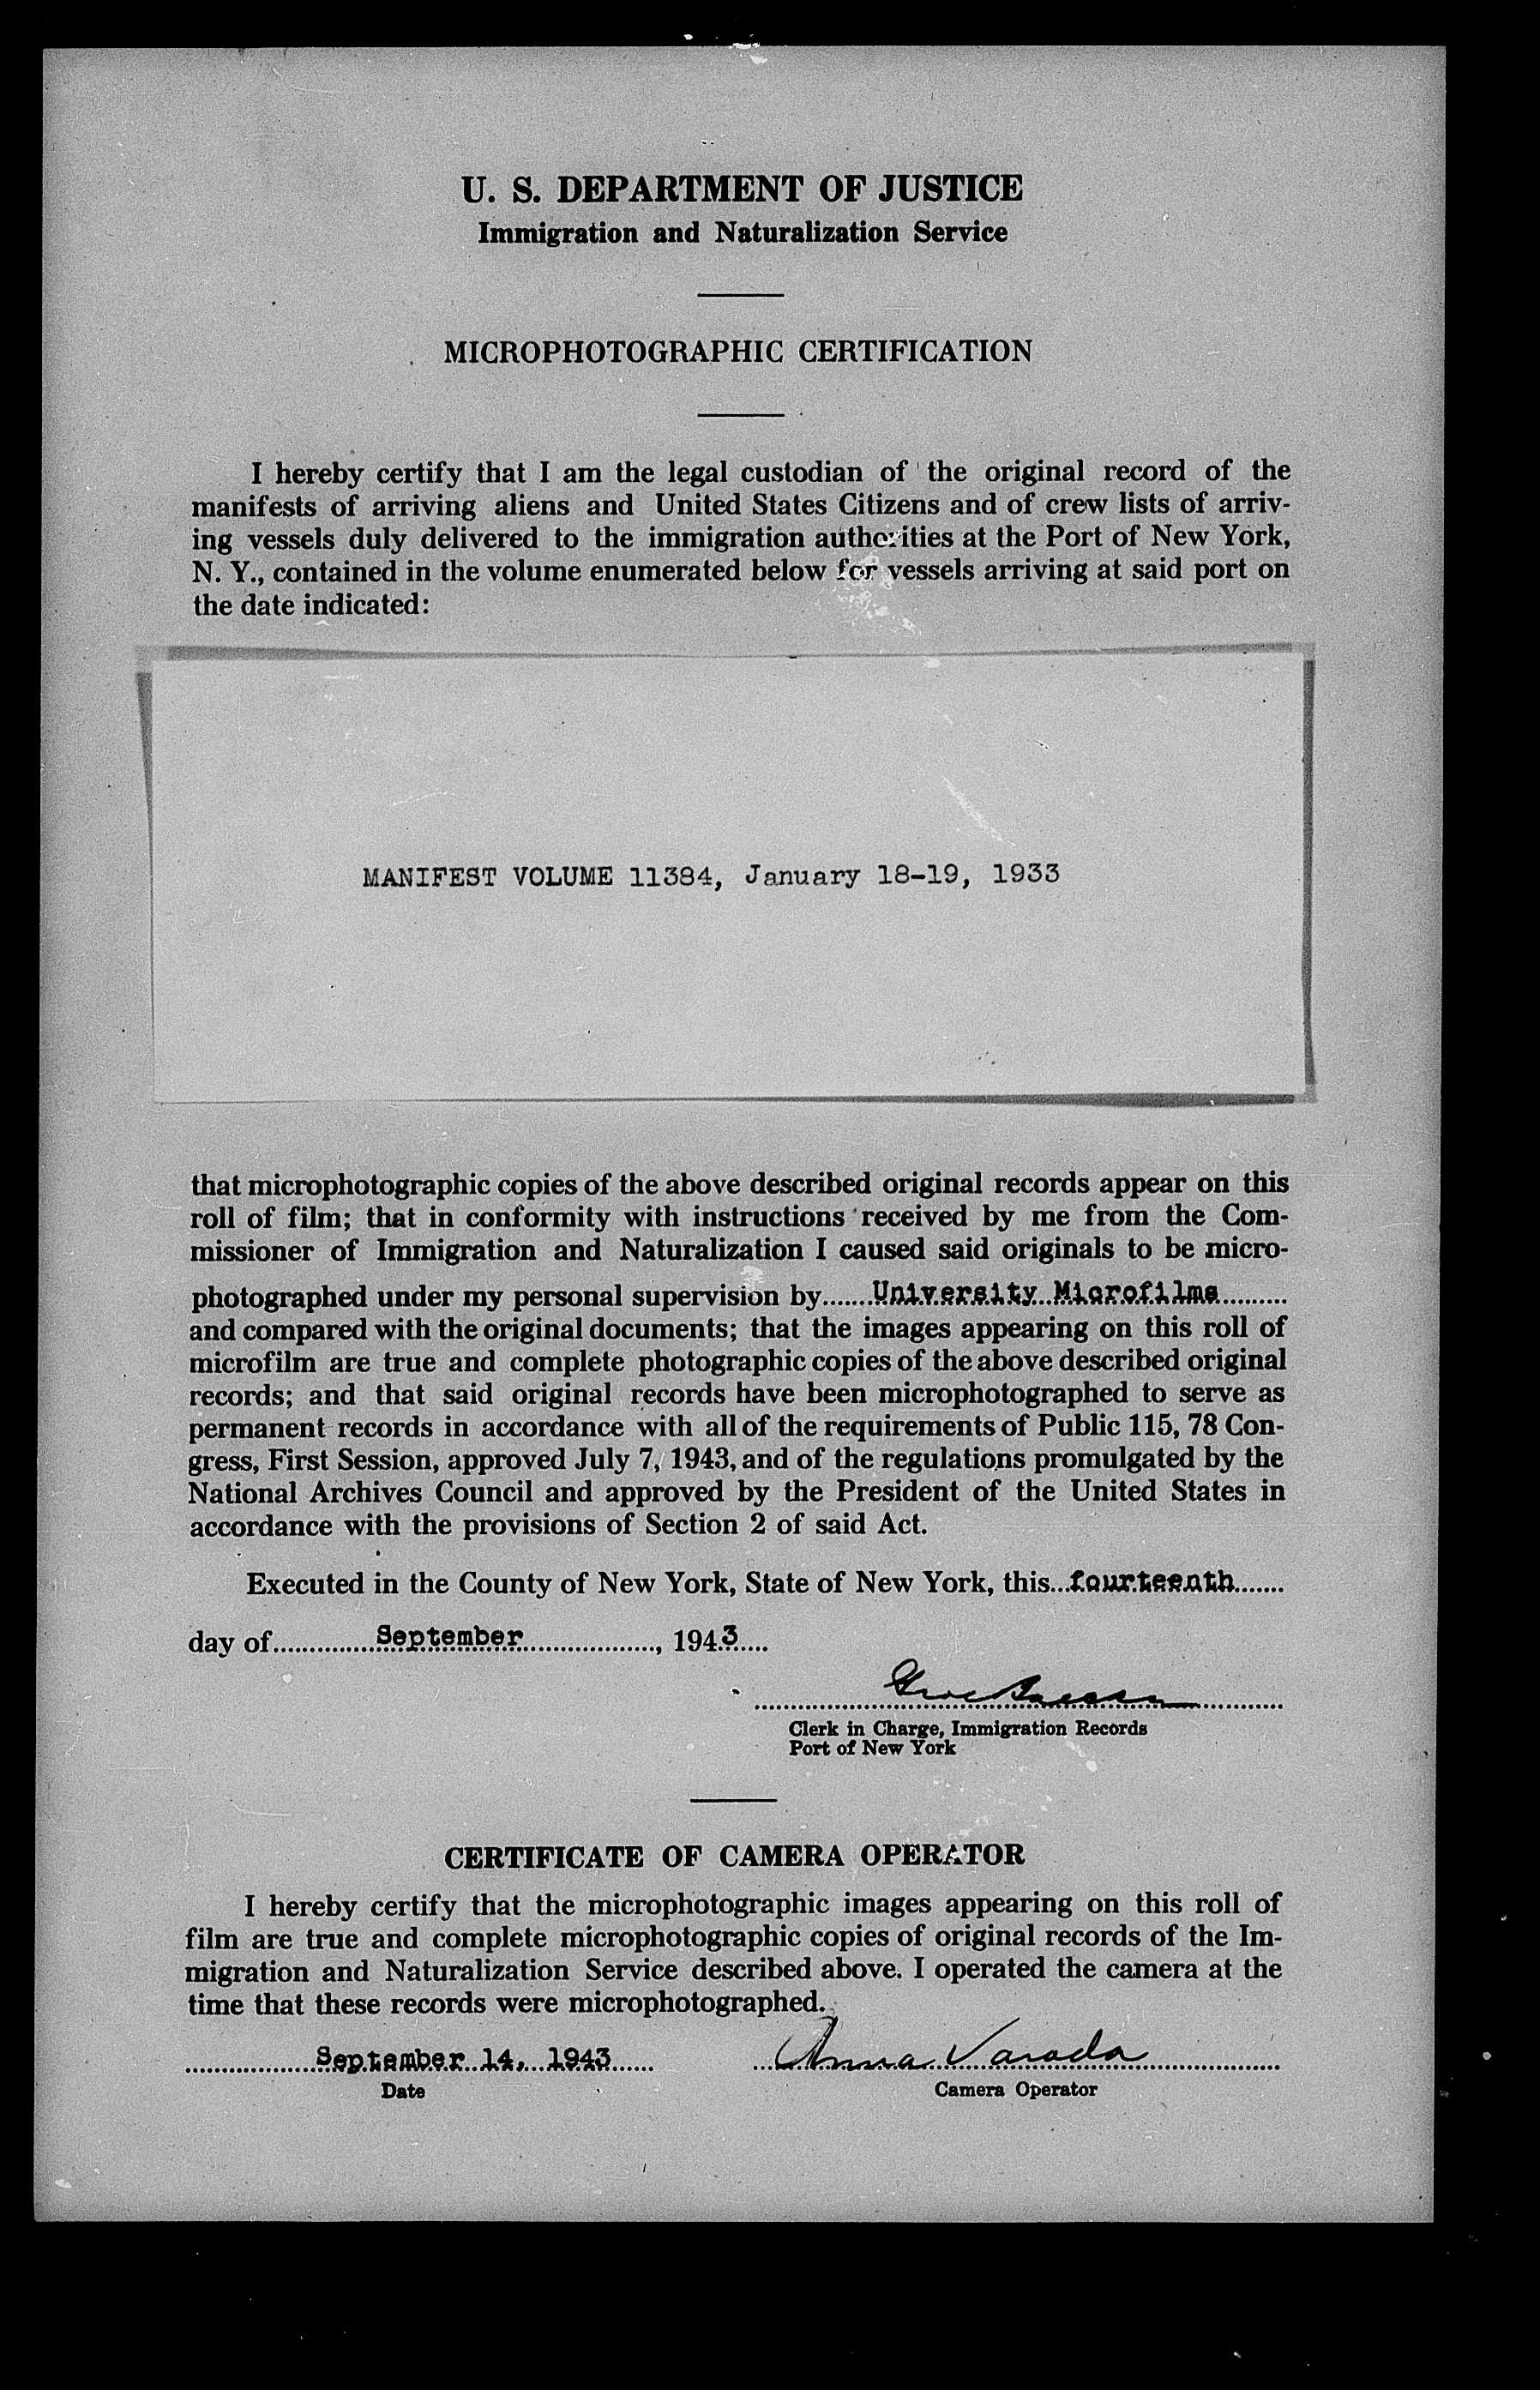 U. S. DEPARTMENT OF JUSTICE
Immigration and Naturalization Service
MICROPHOTOGRAPHIC CERTIFICATION
I hereby certify that I am the legal custodian of the original record of the
manifests of arriving aliens and United States Citizens and of crew lists of arriv-
ing vessels duly delivered to the immigration authorities at the Port of New York,
N. Y., contained in the volume enumerated below for vessels arriving at said port on
the date indicated:
MANIFEST VOLUME 11384, January 18-19, 1933
that microphotographic copies of the above described original records appear on this
roll of film; that in conformity with instructions received by me from the Com-
missioner of Immigration and Naturalization I caused said originals to be micro-
photographed under my personal supervision by.......University Microfilms.........
and compared with the original documents; that the images appearing on this roll of
microfilm are true and complete photographic copies of the above described original
records; and that said original records have been microphotographed to serve as
permanent records in accordance with all of the requirements of Public 115, 78 Con-
gress, First Session, approved July 7, 1943, and of the regulations promulgated by the
National Archives Council and approved by the President of the United States in
accordance with the provisions of Section 2 of said Act.
Executed in the County of New York, State of New York, this...fourteenth.......
day of..............September.................., 1943....
Clerk in Charge, Immigration Records
Port of New York
CERTIFICATE OF CAMERA OPERATOR
I hereby certify that the microphotographic images appearing on this roll of
film are true and complete microphotographic copies of original records of the Im-
migration and Naturalization Service described above. I operated the camera at the
time that these records were microphotographed.
September 14, 1943 Anna Varada
Date Camera Operator